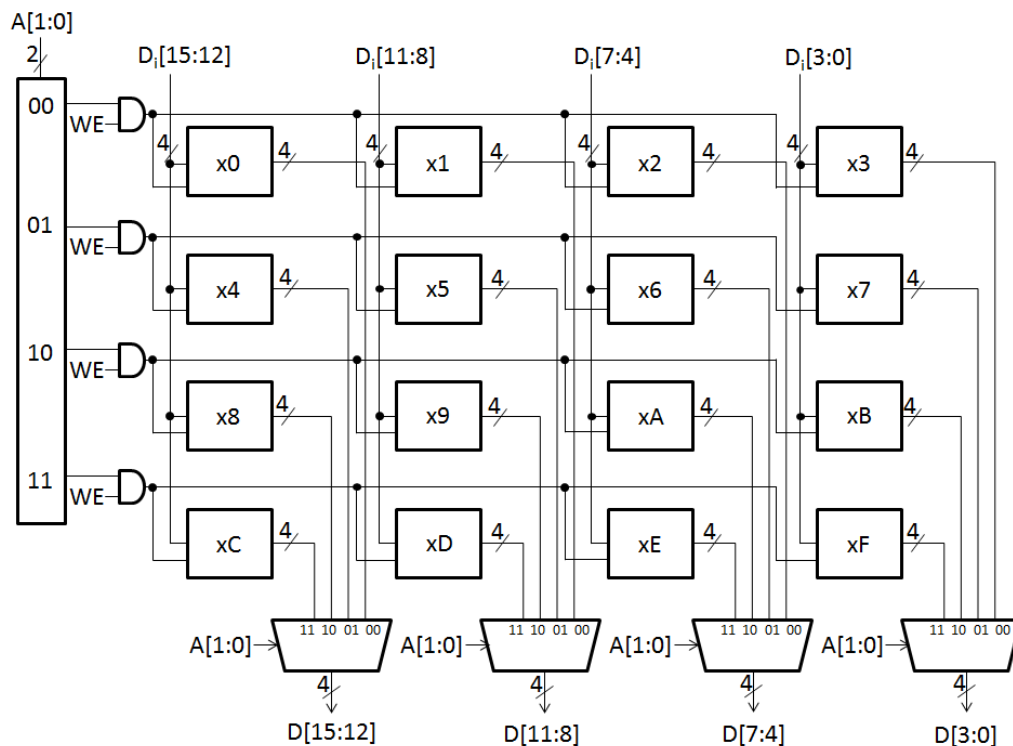 A[1:0]
2
Di[15:12] Di[11:8] Di[7:4] Di[3:0]
00
WE
4 x0 4 4 x1 4 4 x2 4 4 x3 4
01
WE
x4 4 x5 4 x6 4 x7 4
10
WE
x8 4 x9 4 xA 4 xB 4
11
WE
xC 4 xD 4 xE 4 xF 4
11 10 01 00 11 10 01 00 11 10 01 00 11 10 01 00
A[1:0] A[1:0] A[1:0] A[1:0]
4 4 4 4
D[15:12] D[11:8] D[7:4] D[3:0]